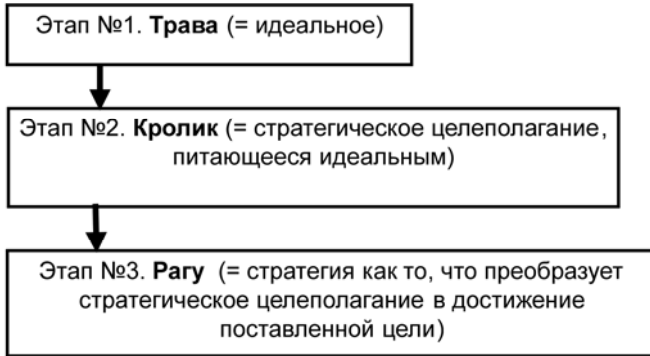 Этап №1. Трава (= идеальное)
Этап №2. Кролик (= стратегическое целеполагание,
питающееся идеальным)
Этап №3. Рагу (= стратегия как то, что преобразует
стратегическое целеполагание в достижение
поставленной цели)